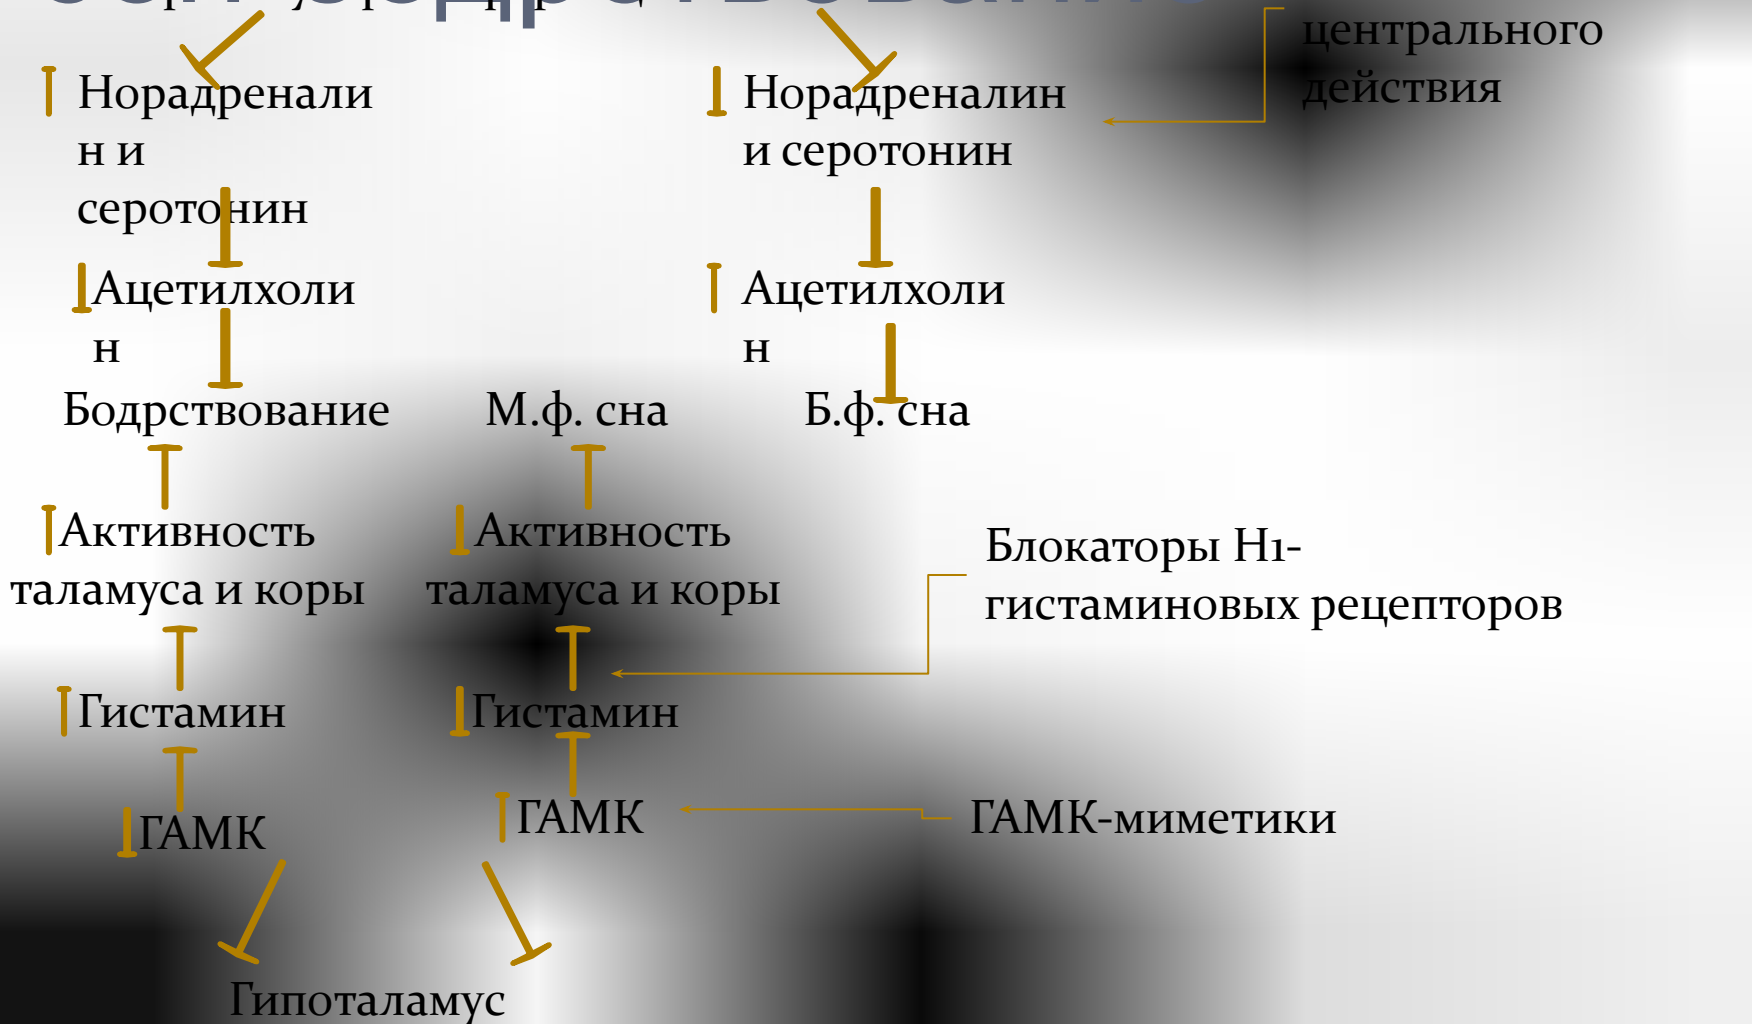 центрального
действия
Норадренали
н и
серотонин
Норадреналин
и серотонин
Ацетилхоли
н
Ацетилхоли
н
Бодрствование
М.ф. сна
Б.ф. сна
Активность
таламуса и коры
Активность
таламуса и коры
Блокаторы Н1-
гистаминовых рецепторов
Гистамин
Гистамин
ГАМК
ГАМК
ГАМК-миметики
Гипоталамус